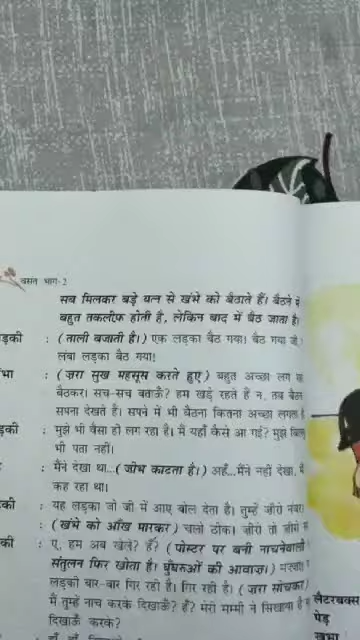 वसंत भाग-2
सब मिलकर बड़े यत्न से खंभे को बैठाते हैं। बैठने में
बहुत तकलीफ़ होती है, लेकिन बाद में बैठ जाता है।
ड़की : (ताली बजाती है।) एक लड़का बैठ गया! बैठ गया जी
लंबा लड़का बैठ गया!
भा : (ज़रा सुख महसूस करते हुए) बहुत अच्छा लग
बैठकर। सच-सच बताऊँ? हम खड़े रहते हैं न, तब बैठने
सपना देखते हैं। सपने में भी बैठना कितना अच्छा लगता
ड़की : मुझे भी वैसा ही लग रहा है। मैं यहाँ कैसे आ गई? मुझे
भी पता नहीं।
: मैंने देखा था...(जीभ काटता है।) अहँ..मैंने नहीं देखा,
कह रहा था।
की : यह लड़का जो जी में आए बोल देता है। तुम्हें ज़ीरो नंबर
: (खंभे को आँख मारकर) चलो ठीक। ज़ीरो तो ज़ीरो
की : ए, हम अब खेलें? हँ? (पोस्टर पर बनी नाचनेवाली
संतुलन फिर खोता है। घुँघरुओं की आवाज़।)
लड़की बार-बार गिर रही है। गिर रही है। (ज़रा सोचकर)
मैं तुम्हें नाच करके दिखाऊँ? हँ? मेरी मम्मी ने सिखाया है
दिखाऊँ करके?
लैटरबक्स
पेड़
खंभा